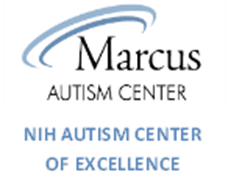 Marcus
AUTISM CENTER
NIH AUTISM CENTER
OF EXCELLENCE